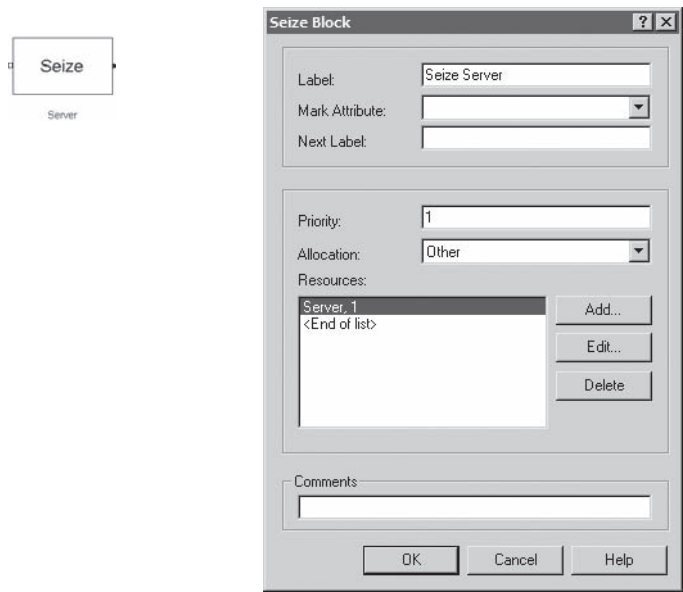 Seize
Server
Seize Block
Label: Seize Server
Mark Attribute:
Next Label:
Priority: 1
Allocation: Other
Resources:
Server, 1
<End of list>
Add...
Edit...
Delete
Comments
OK Cancel Help